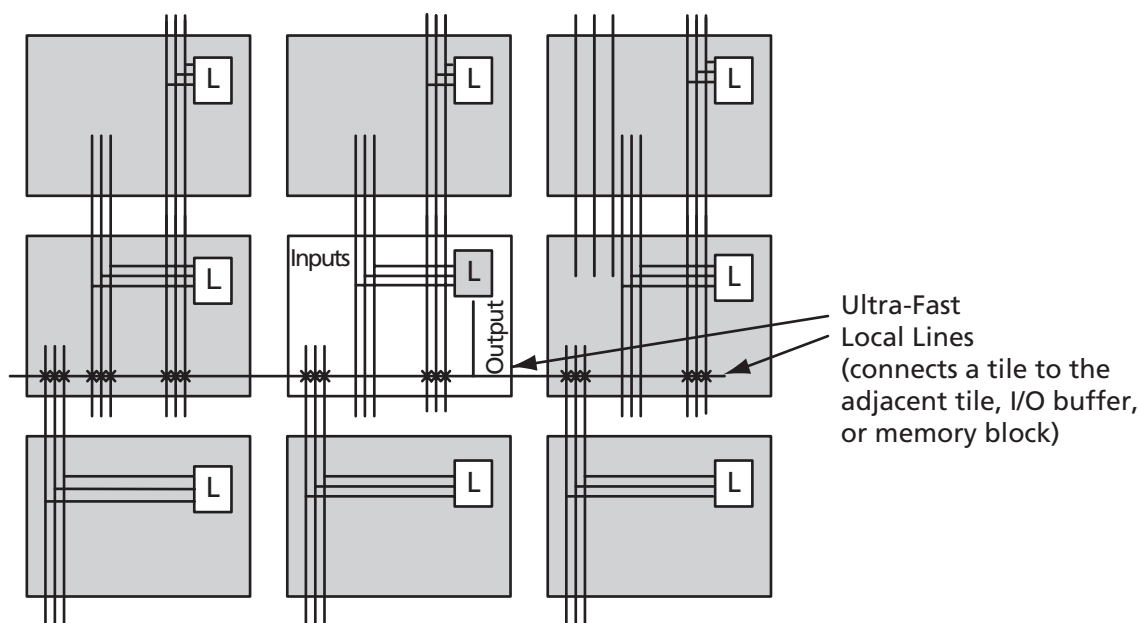 L
L
L
Inputs
L
L
L
Output
Ultra-Fast
Local Lines
(connects a tile to the
adjacent tile, I/O buffer,
or memory block)
L
L
L